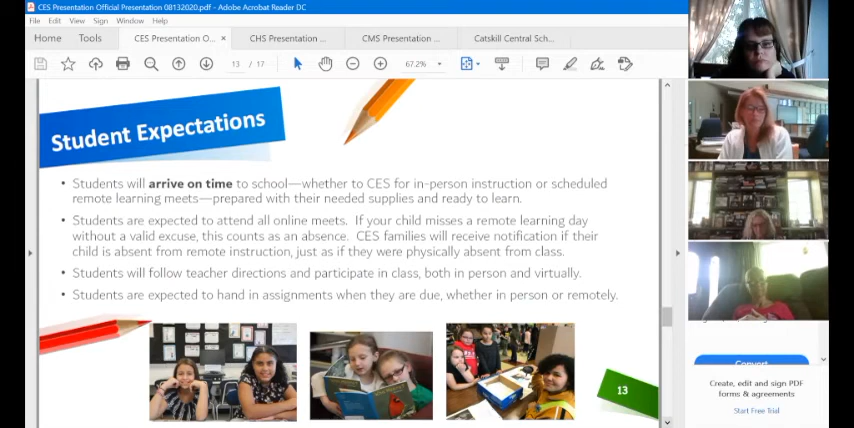 CES Presentation Official Presentation 08132020.pdf - Adobe Acrobat Reader DC
File Edit View Sign Window Help
Home Tools CES Presentation O... × CHS Presentation ... CMS Presentation ... Catskill Central Sch...
13 / 17 67.2%
Student Expectations
• Students will arrive on time to school—whether to CES for in-person instruction or scheduled
remote learning meets—prepared with their needed supplies and ready to learn.
• Students are expected to attend all online meets. If your child misses a remote learning day
without a valid excuse, this counts as an absence. CES families will receive notification if their
child is absent from remote instruction, just as if they were physically absent from class.
• Students will follow teacher directions and participate in class, both in person and virtually.
• Students are expected to hand in assignments when they are due, whether in person or remotely.
13
Convert
Create, edit and sign PDF
forms & agreements
Start Free Trial